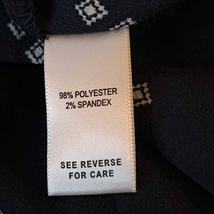 98% POLYESTER
2% SPANDEX
SEE REVERSE
FOR CARE